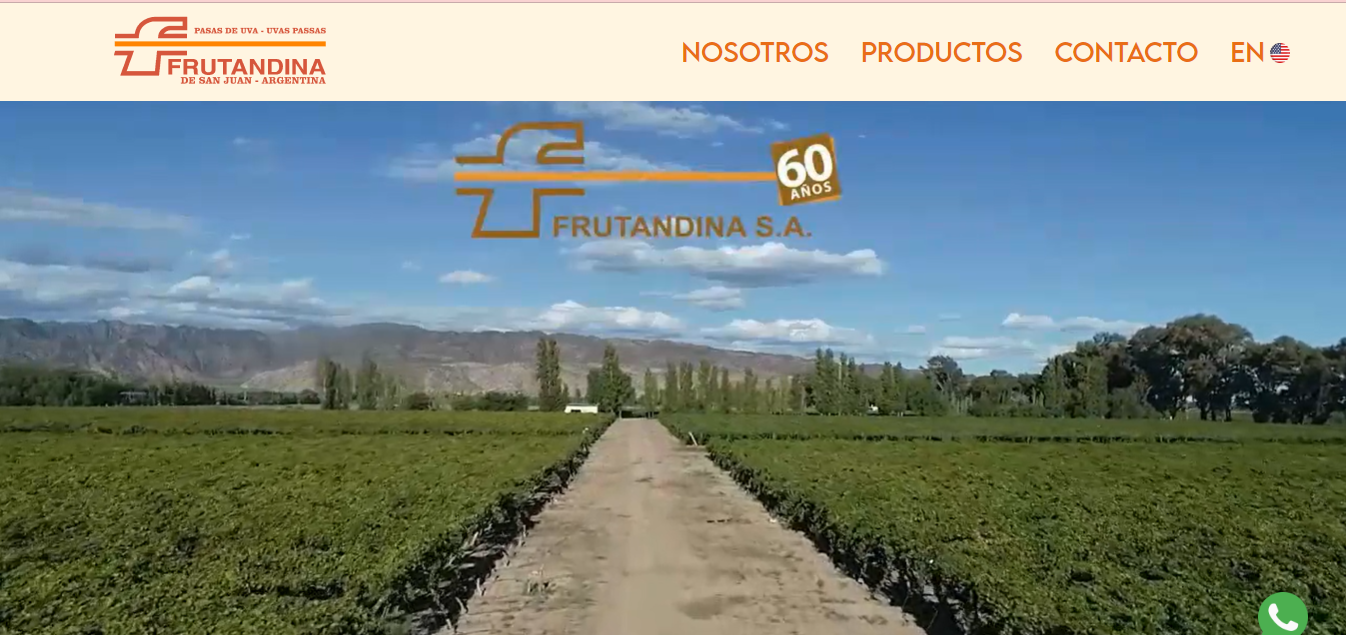 PASAS DE UVA - UVAS PASSAS
FRUTANDINA
DE SAN JUAN - ARGENTINA
NOSOTROS PRODUCTOS CONTACTO EN
60
AÑOS
FRUTANDINA S.A.